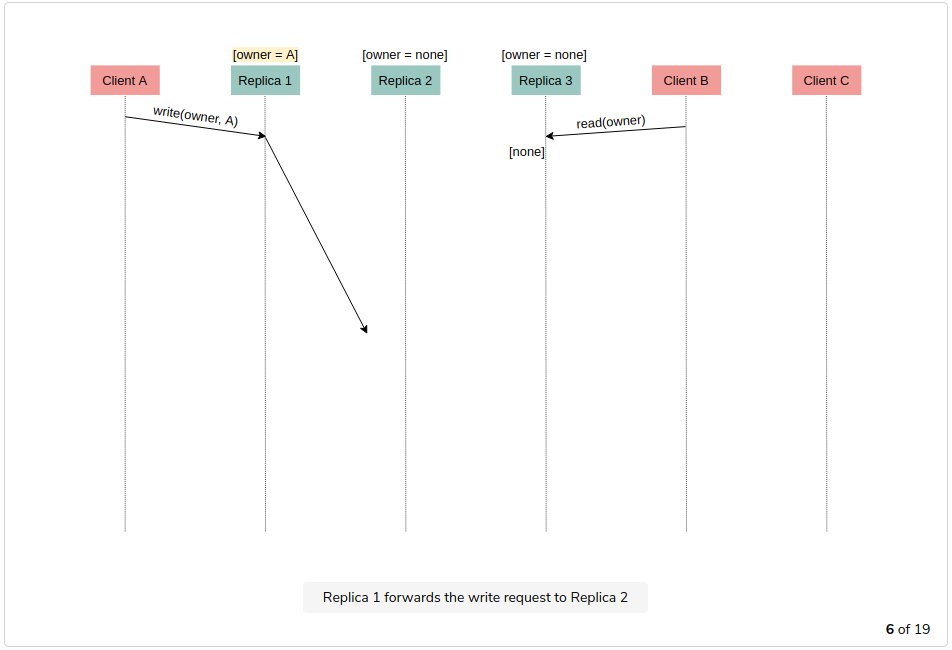 [owner = A]
[owner = none]
[owner = none]
Client A
Replica 1
Replica 2
Replica 3
Client B
Client C
write(owner, A)
read(owner)
[none]
Replica 1 forwards the write request to Replica 2
6 of 19